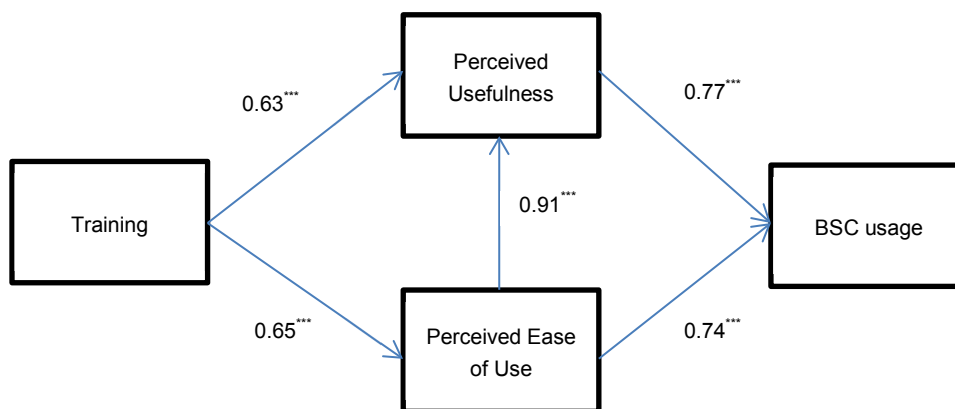 Perceived
Usefulness
0.63***
0.77***
Training
0.91***
BSC usage
0.65***
Perceived Ease
of Use
0.74***